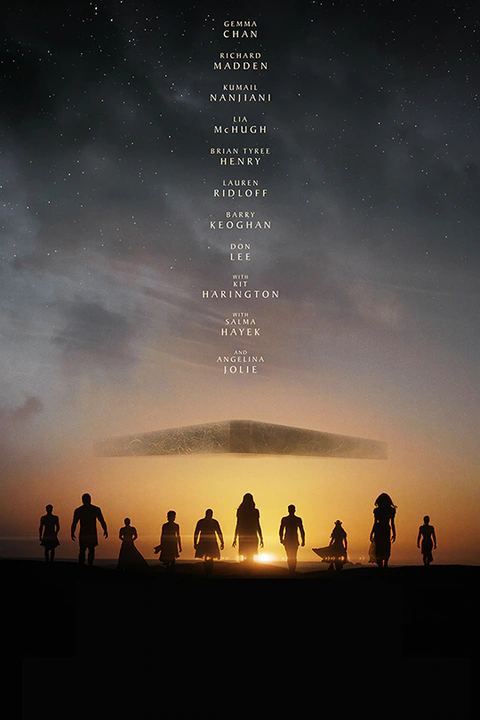 GEMMA
CHAN
RICHARD
MADDEN
KUMAIL
NANJIANI
LIA
McHUGH
BRIAN TYREE
HENRY
LAUREN
RIDLOFF
BARRY
KEOGHAN
DON
LEE
WITH
KIT
HARINGTON
WITH
SALMA
HAYEK
AND
ANGELINA
JOLIE